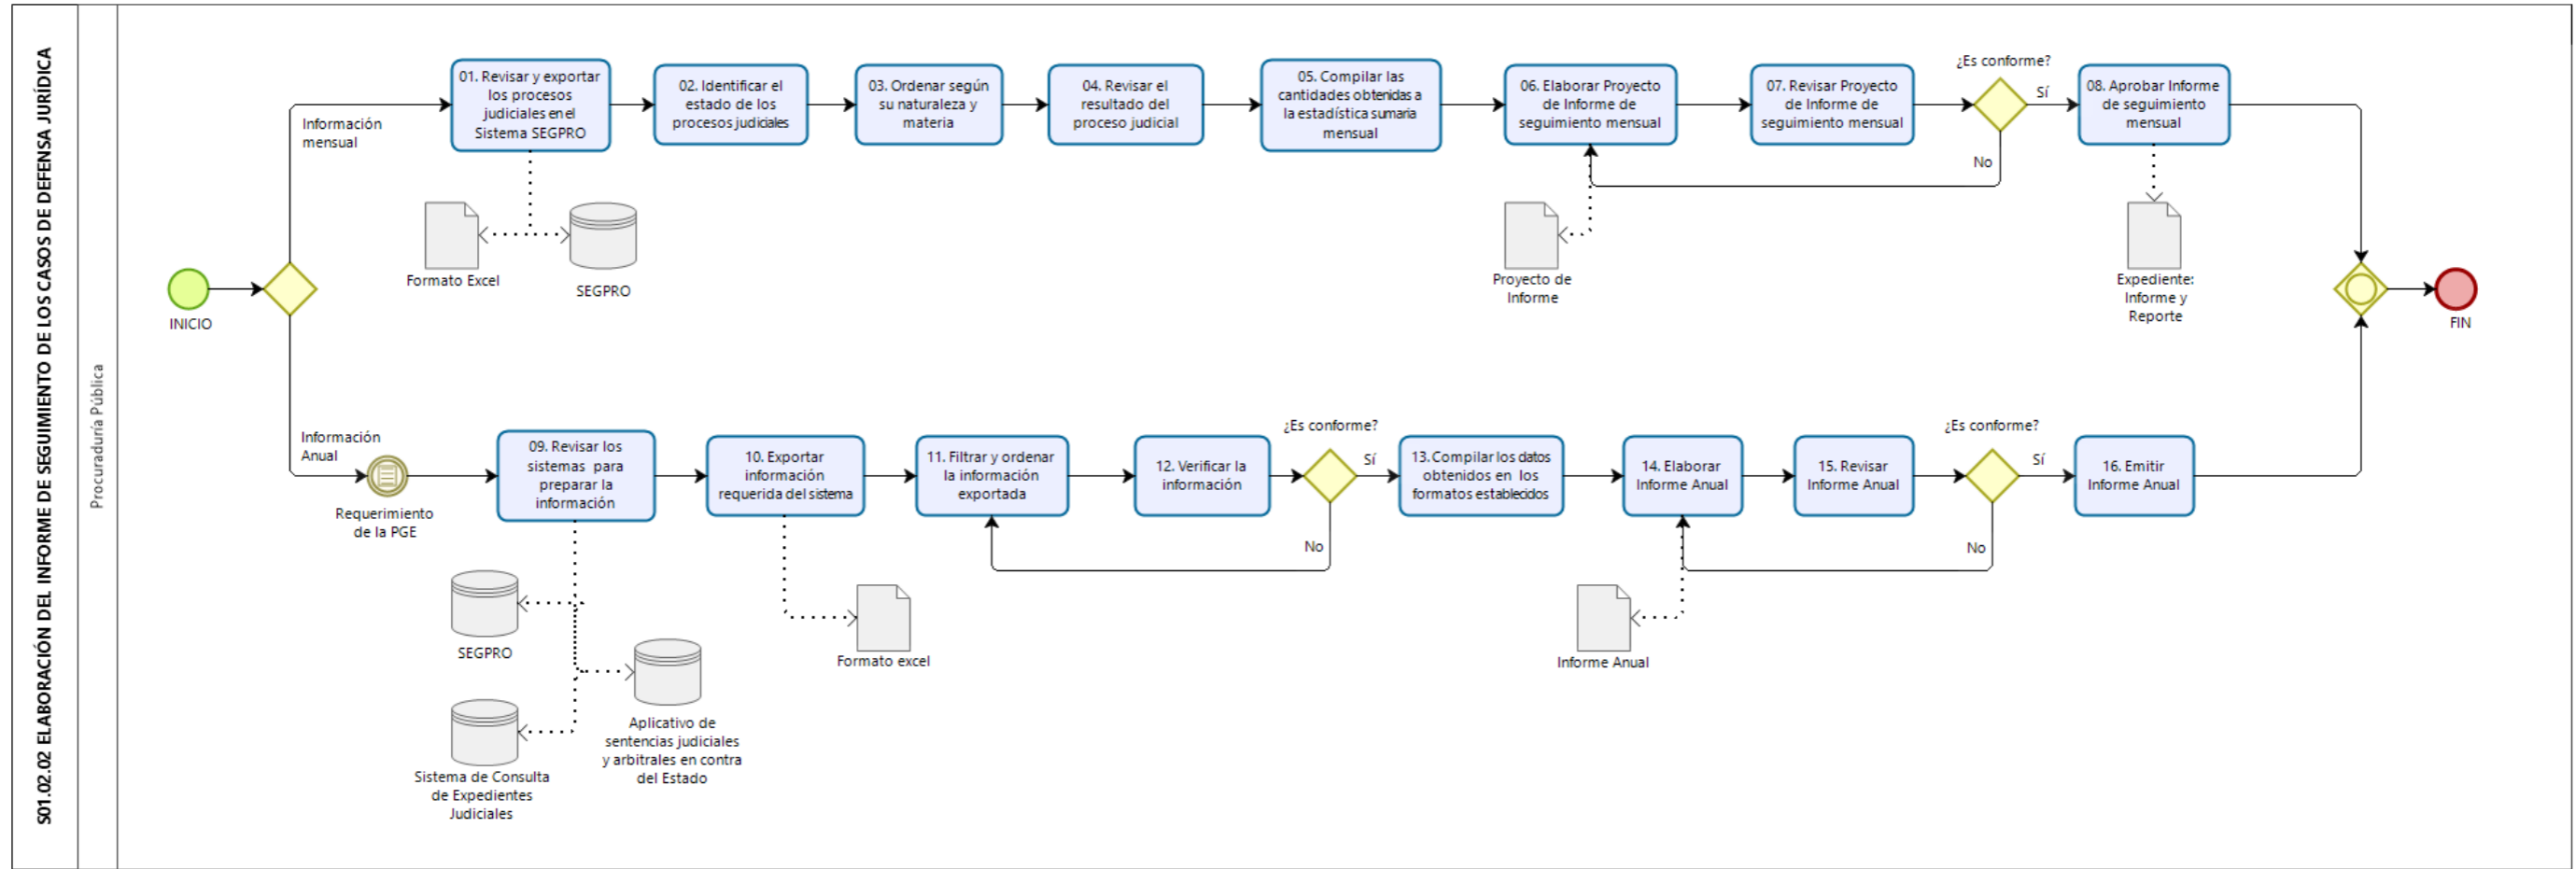 S01.02.02 ELABORACIÓN DEL INFORME DE SEGUIMIENTO DE LOS CASOS DE DEFENSA JURÍDICA
Procuraduría Pública
INICIO
Información
mensual
01. Revisar y exportar
los procesos
judiciales en el
Sistema SEGPRO
Formato Excel
SEGPRO
02. Identificar el
estado de los
procesos judiciales
03. Ordenar según
su naturaleza y
materia
04. Revisar el
resultado del
proceso judicial
05. Compilar las
cantidades obtenidas a
la estadística sumaria
mensual
06. Elaborar Proyecto
de Informe de
seguimiento mensual
Proyecto de
Informe
07. Revisar Proyecto
de Informe de
seguimiento mensual
¿Es conforme?
Sí
No
08. Aprobar Informe
de seguimiento
mensual
Expediente:
Informe y
Reporte
FIN
Información
Anual
Requerimiento
de la PGE
09. Revisar los
sistemas para
preparar la
información
SEGPRO
Sistema de Consulta
de Expedientes
Judiciales
Aplicativo de
sentencias judiciales
y arbitrales en contra
del Estado
10. Exportar
información
requerida del sistema
Formato excel
11. Filtrar y ordenar
la información
exportada
12. Verificar la
información
¿Es conforme?
Sí
No
13. Compilar los datos
obtenidos en los
formatos establecidos
14. Elaborar
Informe Anual
Informe Anual
15. Revisar
Informe Anual
¿Es conforme?
Sí
No
16. Emitir
Informe Anual